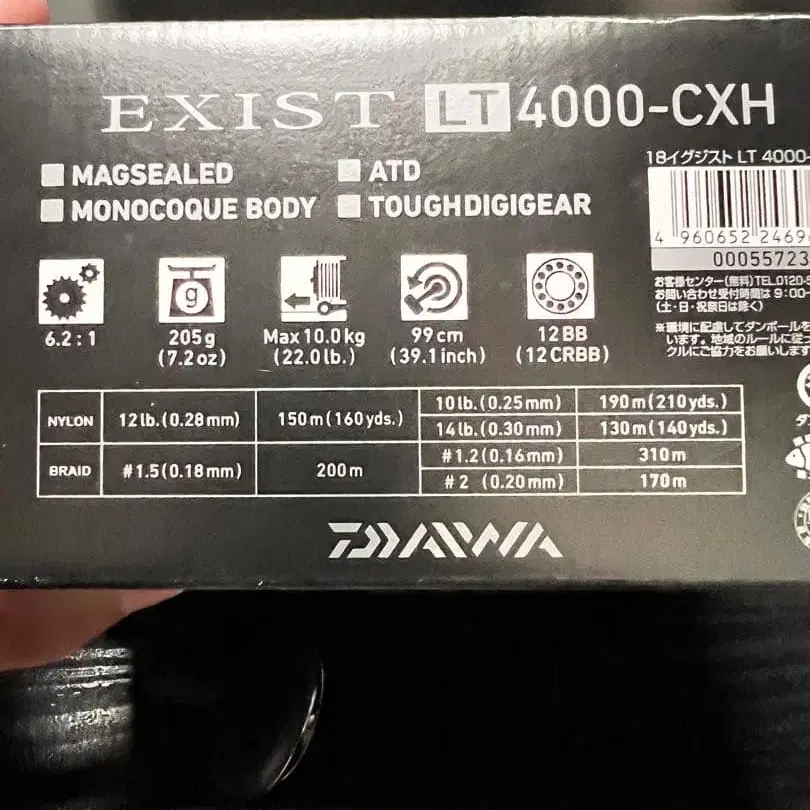 EXIST LT 4000-CXH
MAGSEALED
ATD
MONOCOQUE BODY
TOUGHDIGIGEAR
18イグジスト LT 4000-
4 960652 2469
00055723
お客様センター(無料)TEL.0120-5
お問い合わせ受付時間は 9:00-
(土・日・祝祭日は除く)
※環境に配慮してダンボールを
います。地域のルールに従っ
クルにご協力をお願いします
g
6.2 : 1
205g
(7.2oz)
Max 10.0kg
(22.0lb.)
99cm
(39.1inch)
12BB
(12CRBB)
NYLON
12lb.(0.28mm)
150m(160yds.)
10lb.(0.25mm)
190m(210yds.)
14lb.(0.30mm)
130m(140yds.)
BRAID
#1.5(0.18mm)
200m
#1.2(0.16mm)
310m
#2 (0.20mm)
170m
DAIWA